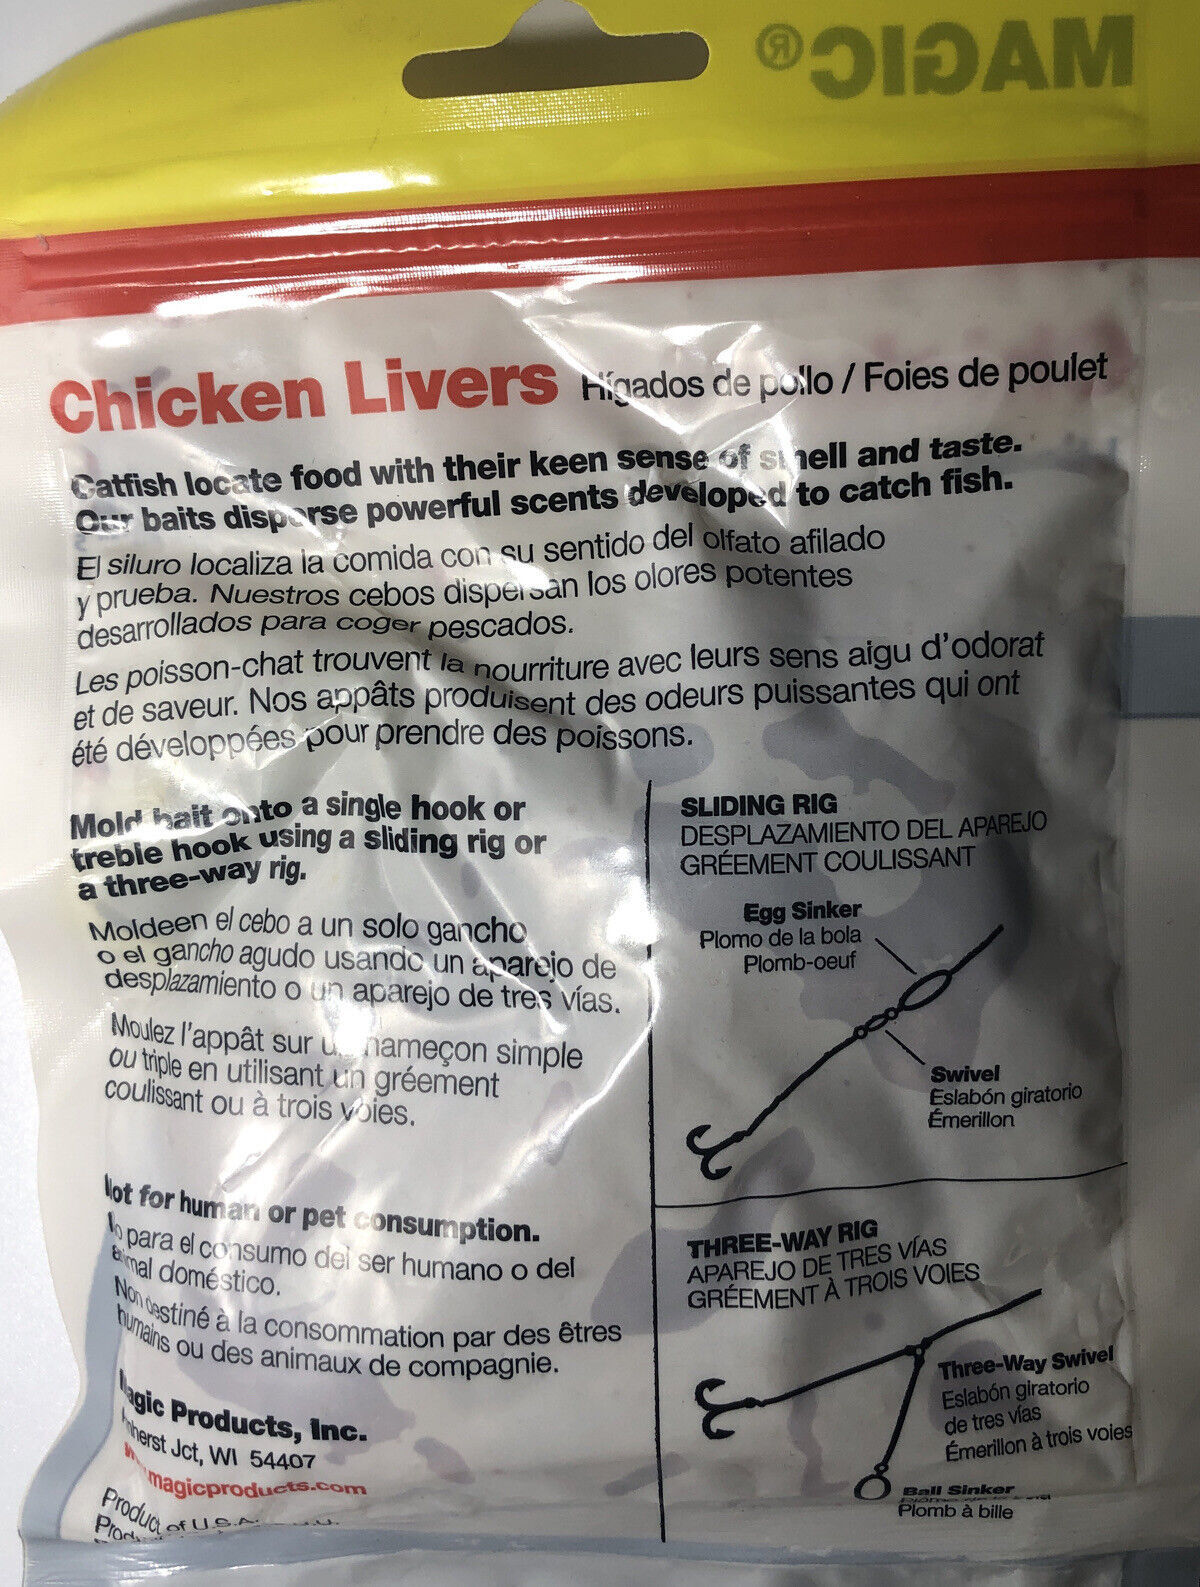 MAGIC®
Chicken Livers Hígados de pollo / Foies de poulet
Catfish locate food with their keen sense of smell and taste.
Our baits disperse powerful scents developed to catch fish.
El siluro localiza la comida con su sentido del olfato afilado
y prueba. Nuestros cebos dispersan los olores potentes
desarrollados para coger pescados.
Les poisson-chat trouvent la nourriture avec leurs sens aigu d'odorat
et de saveur. Nos appâts produisent des odeurs puissantes qui ont
été développées pour prendre des poissons.
Mold bait onto a single hook or
treble hook using a sliding rig or
a three-way rig.
Moldeen el cebo a un solo gancho
o el gancho agudo usando un aparejo de
desplazamiento o un aparejo de tres vías.
Moulez l'appât sur un hameçon simple
ou triple en utilisant un gréement
coulissant ou à trois voies.
Not for human or pet consumption.
No para el consumo del ser humano o del
animal doméstico.
Non destiné à la consommation par des êtres
humains ou des animaux de compagnie.
Magic Products, Inc.
Amherst Jct, WI 54407
www.magicproducts.com
Product of U.S.A.
SLIDING RIG
DESPLAZAMIENTO DEL APAREJO
GRÉEMENT COULISSANT
Egg Sinker
Plomo de la bola
Plomb-oeuf
Swivel
Eslabón giratorio
Émerillon
THREE-WAY RIG
APAREJO DE TRES VÍAS
GRÉEMENT À TROIS VOIES
Three-Way Swivel
Eslabón giratorio
de tres vías
Émerillon à trois voies
Ball Sinker
Plomb à bille